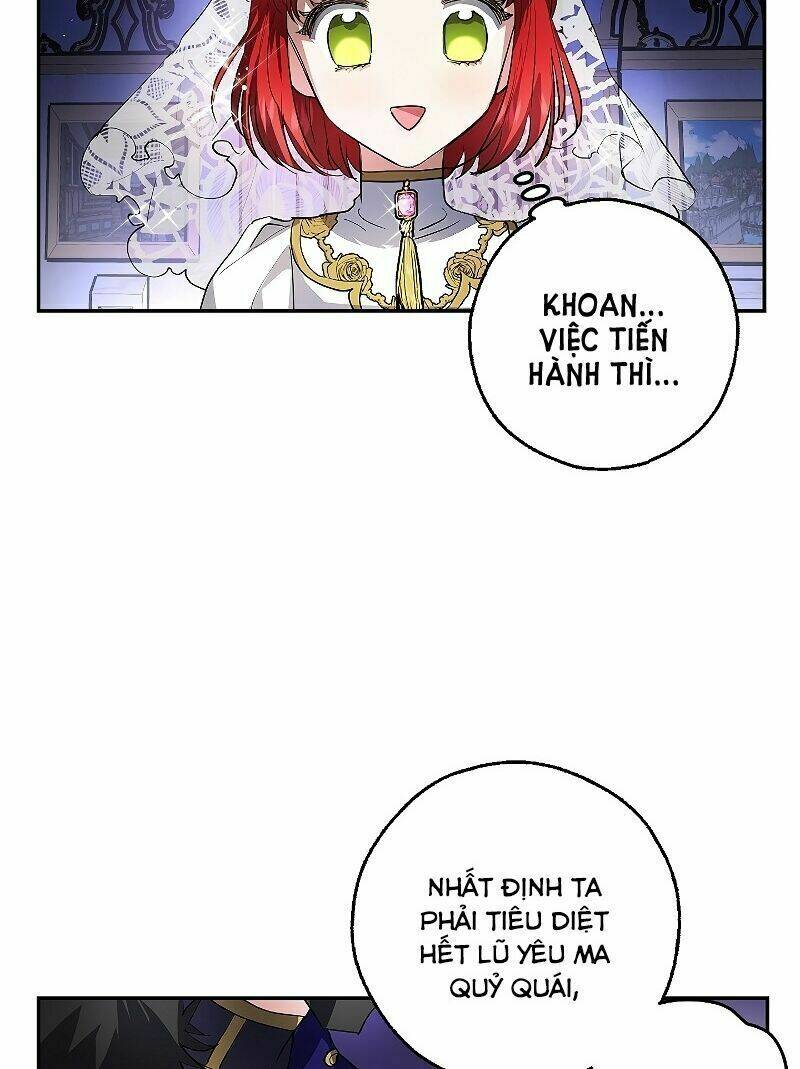 KHOAN...
VIỆC TIẾN
HÀNH THÌ...
NHẤT ĐỊNH TA
PHẢI TIÊU DIỆT
HẾT LŨ YÊU MA
QUỶ QUÁI,